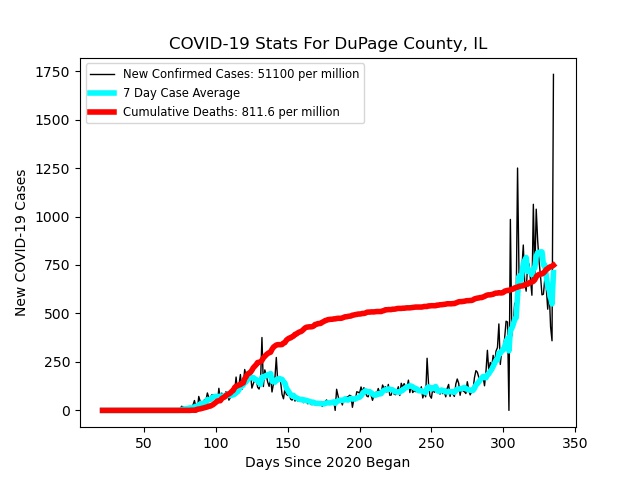 COVID-19 Stats For DuPage County, IL
New Confirmed Cases: 51100 per million
7 Day Case Average
Cumulative Deaths: 811.6 per million
New COVID-19 Cases
1750
1500
1250
1000
750
500
250
0
50 100 150 200 250 300 350
Days Since 2020 Began